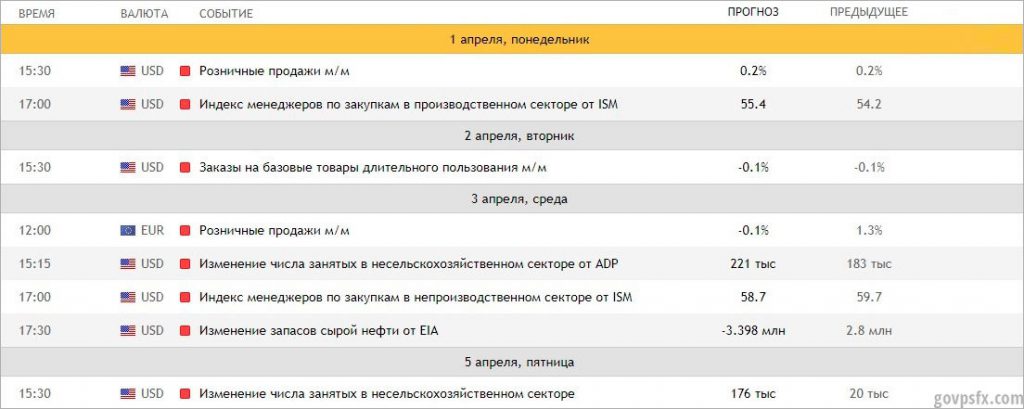 ВРЕМЯ ВАЛЮТА СОБЫТИЕ ПРОГНОЗ ПРЕДЫДУЩЕЕ
1 апреля, понедельник
15:30 USD Розничные продажи м/м 0.2% 0.2%
17:00 USD Индекс менеджеров по закупкам в производственном секторе от ISM 55.4 54.2
2 апреля, вторник
15:30 USD Заказы на базовые товары длительного пользования м/м -0.1% -0.1%
3 апреля, среда
12:00 EUR Розничные продажи м/м -0.1% 1.3%
15:15 USD Изменение числа занятых в несельскохозяйственном секторе от ADP 221 тыс 183 тыс
17:00 USD Индекс менеджеров по закупкам в непроизводственном секторе от ISM 58.7 59.7
17:30 USD Изменение запасов сырой нефти от EIA -3.398 млн 2.8 млн
5 апреля, пятница
15:30 USD Изменение числа занятых в несельскохозяйственном секторе 176 тыс 20 тыс
govpsfx.com